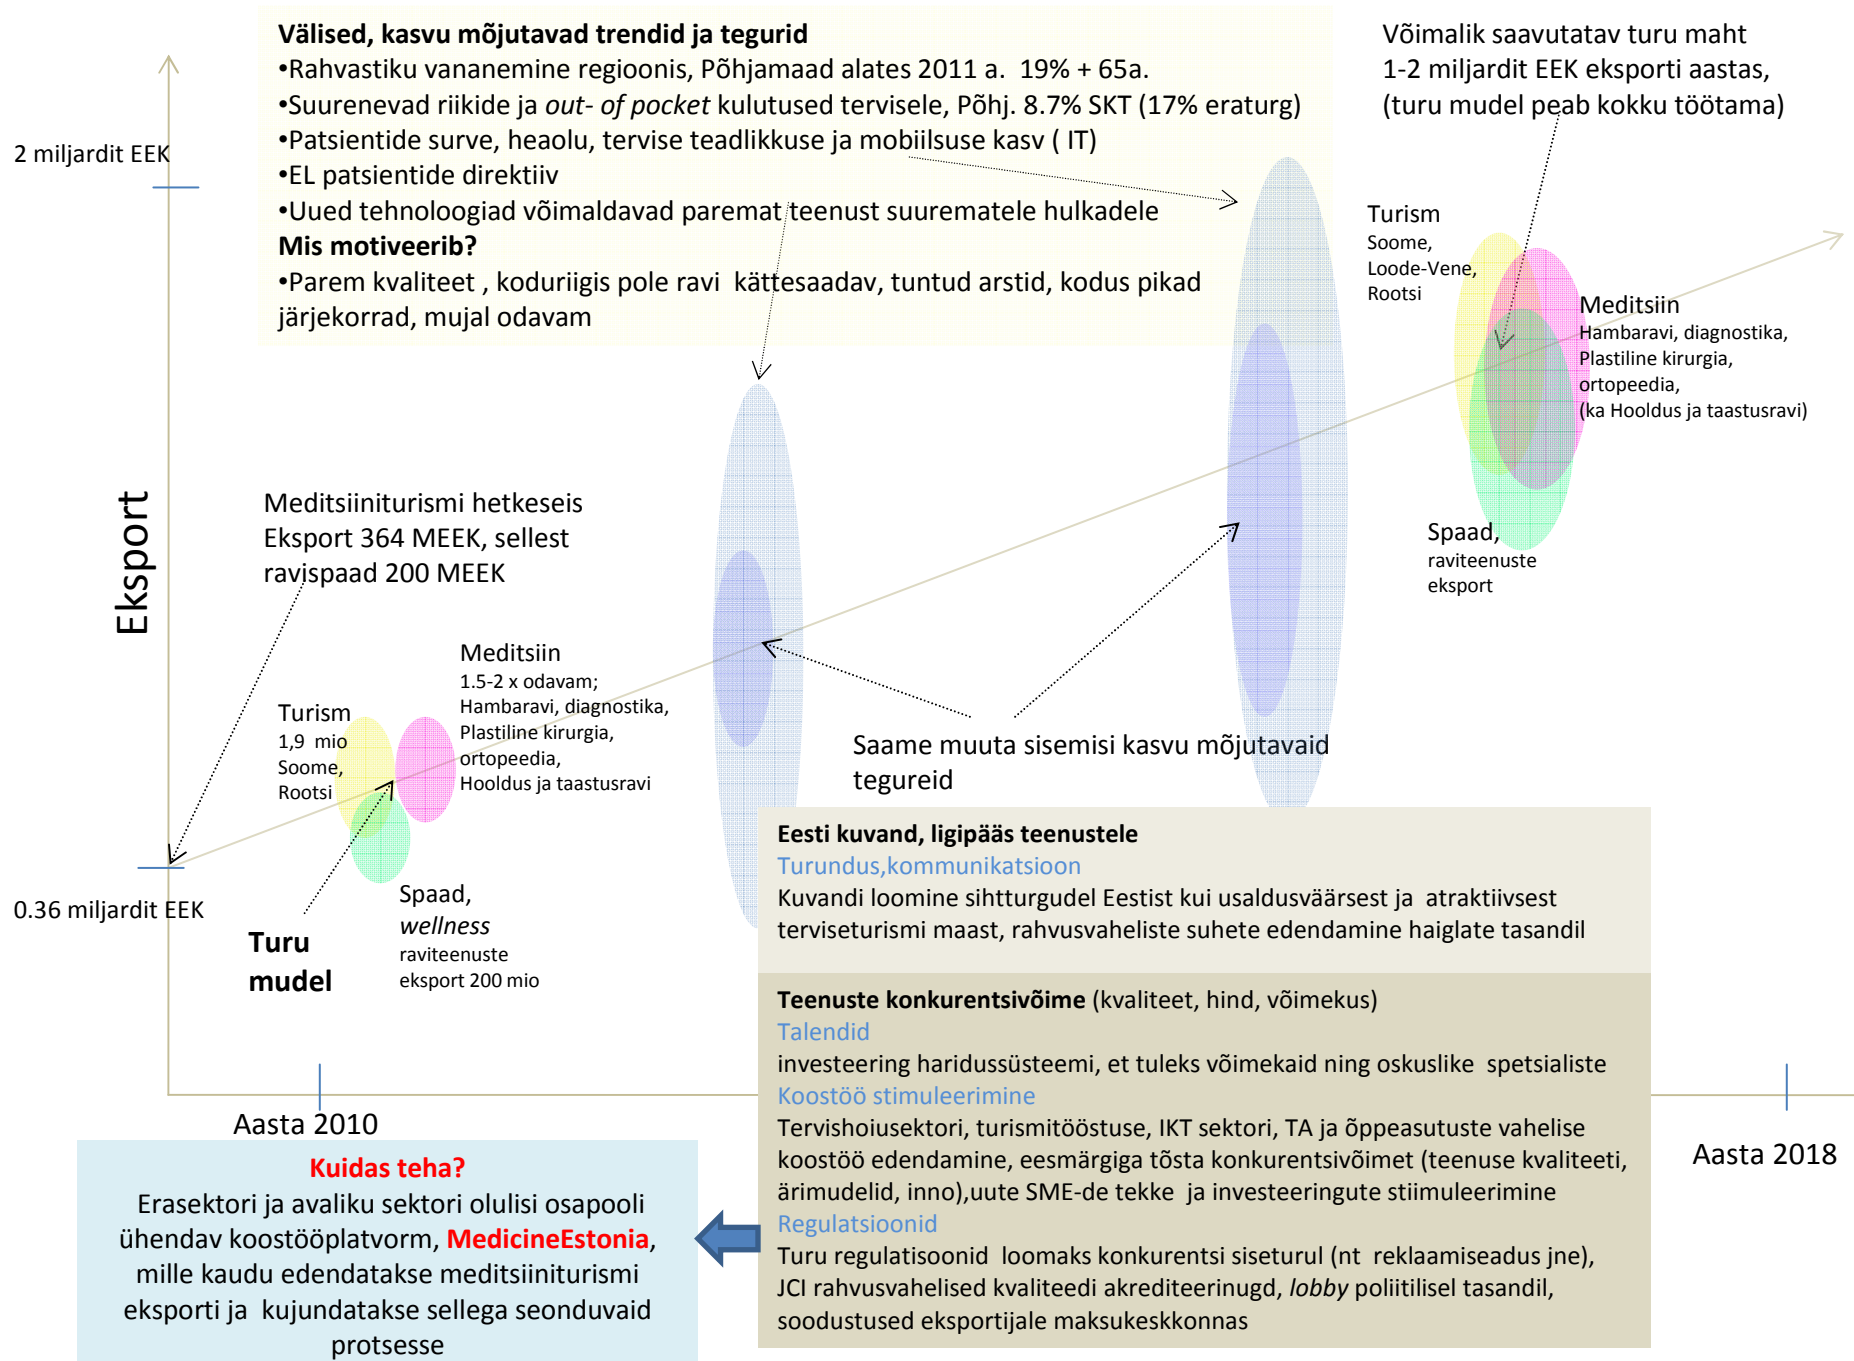 Välised, kasvu mõjutavad trendid ja tegurid
•Rahvastiku vananemine regioonis, Põhjamaad alates 2011 a. 19% + 65a.
•Suurenevad riikide ja out- of pocket kulutused tervisele, Põhj. 8.7% SKT (17% eraturg)
•Patsientide surve, heaolu, tervise teadlikkuse ja mobiilsuse kasv ( IT)
•EL patsientide direktiiv
•Uued tehnoloogiad võimaldavad paremat teenust suurematele hulkadele
Mis motiveerib?
•Parem kvaliteet , koduriigis pole ravi kättesaadav, tuntud arstid, kodus pikad
järjekorrad, mujal odavam
Võimalik saavutatav turu maht
1-2 miljardit EEK eksporti aastas,
(turu mudel peab kokku töötama)
2 miljardit EEK
Turism
Soome,
Loode-Vene,
Rootsi
Meditsiin
Hambaravi, diagnostika,
Plastiline kirurgia,
ortopeedia,
(ka Hooldus ja taastusravi)
Spaad,
raviteenuste
eksport
Eksport
Meditsiiniturismi hetkeseis
Eksport 364 MEEK, sellest
ravispaad 200 MEEK
Meditsiin
1.5-2 x odavam;
Hambaravi, diagnostika,
Plastiline kirurgia,
ortopeedia,
Hooldus ja taastusravi
Turism
1,9 mio
Soome,
Rootsi
Saame muuta sisemisi kasvu mõjutavaid
tegureid
0.36 miljardit EEK
Spaad,
wellness
raviteenuste
eksport 200 mio
Turu
mudel
Eesti kuvand, ligipääs teenustele
Turundus,kommunikatsioon
Kuvandi loomine sihtturgudel Eestist kui usaldusväärsest ja atraktiivsest
terviseturismi maast, rahvusvaheliste suhete edendamine haiglate tasandil
Teenuste konkurentsivõime (kvaliteet, hind, võimekus)
Talendid
investeering haridussüsteemi, et tuleks võimekaid ning oskuslike spetsialiste
Koostöö stimuleerimine
Tervishoiusektori, turismitööstuse, IKT sektori, TA ja õppeasutuste vahelise
koostöö edendamine, eesmärgiga tõsta konkurentsivõimet (teenuse kvaliteeti,
ärimudelid, inno),uute SME-de tekke ja investeeringute stiimuleerimine
Regulatsioonid
Turu regulatisoonid loomaks konkurentsi siseturul (nt reklaamiseadus jne),
JCI rahvusvahelised kvaliteedi akrediteerinugd, lobby poliitilisel tasandil,
soodustused eksportijale maksukeskkonnas
Aasta 2010
Aasta 2018
Kuidas teha?
Erasektori ja avaliku sektori olulisi osapooli
ühendav koostööplatvorm, MedicineEstonia,
mille kaudu edendatakse meditsiiniturismi
eksporti ja kujundatakse sellega seonduvaid
protsesse